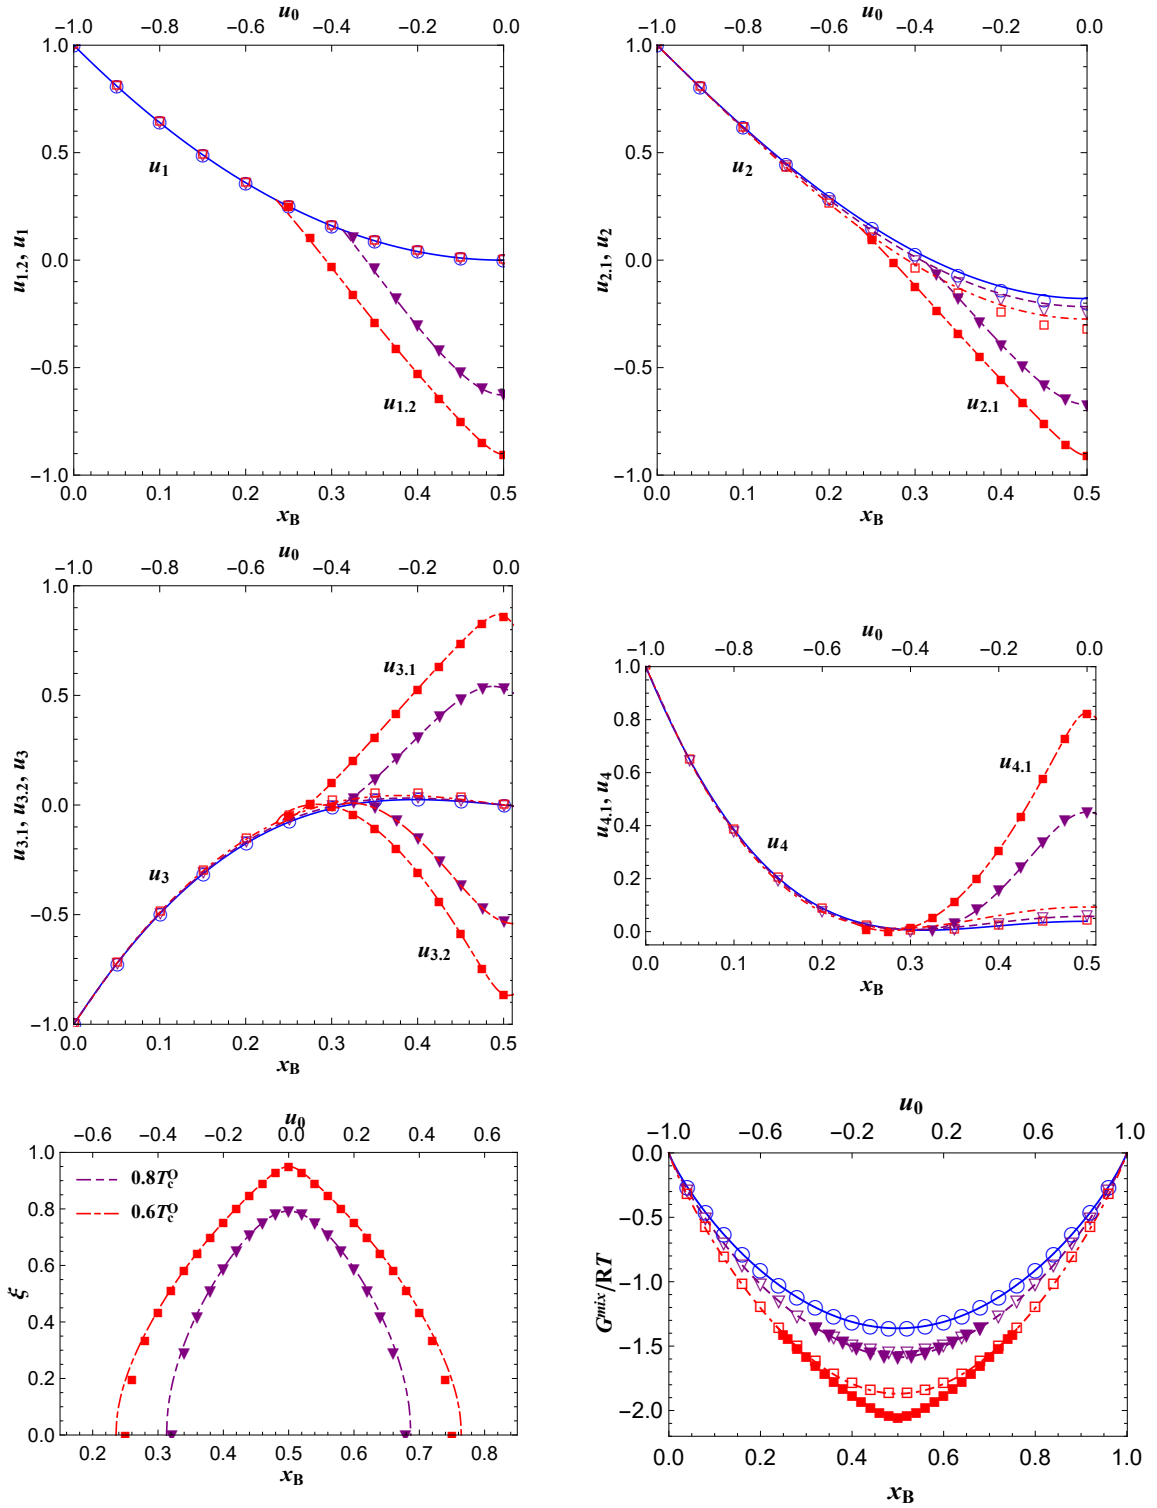 u0
−1.0 −0.8 −0.6 −0.4 −0.2 0.0
1.0
0.5
0.0
−0.5
−1.0
u1.2, u1
u1
u1.2
0.0 0.1 0.2 0.3 0.4 0.5
xB
u0
−1.0 −0.8 −0.6 −0.4 −0.2 0.0
1.0
0.5
0.0
−0.5
−1.0
u2.1, u2
u2
u2.1
0.0 0.1 0.2 0.3 0.4 0.5
xB
u0
−1.0 −0.8 −0.6 −0.4 −0.2 0.0
1.0
0.5
0.0
−0.5
−1.0
u3.1, u3.2, u3
u3.1
u3
u3.2
0.0 0.1 0.2 0.3 0.4 0.5
xB
u0
−1.0 −0.8 −0.6 −0.4 −0.2 0.0
1.0
0.8
0.6
0.4
0.2
0.0
u4.1, u4
u4.1
u4
0.0 0.1 0.2 0.3 0.4 0.5
xB
u0
−0.6 −0.4 −0.2 0.0 0.2 0.4 0.6
1.0
0.8
0.6
0.4
0.2
0.0
ξ
0.8TcO
0.6TcO
0.2 0.3 0.4 0.5 0.6 0.7 0.8
xB
u0
−1.0 −0.6 −0.2 0.2 0.6 1.0
0.0
−0.5
−1.0
−1.5
−2.0
Gmix/RT
0.0 0.2 0.4 0.6 0.8 1.0
xB